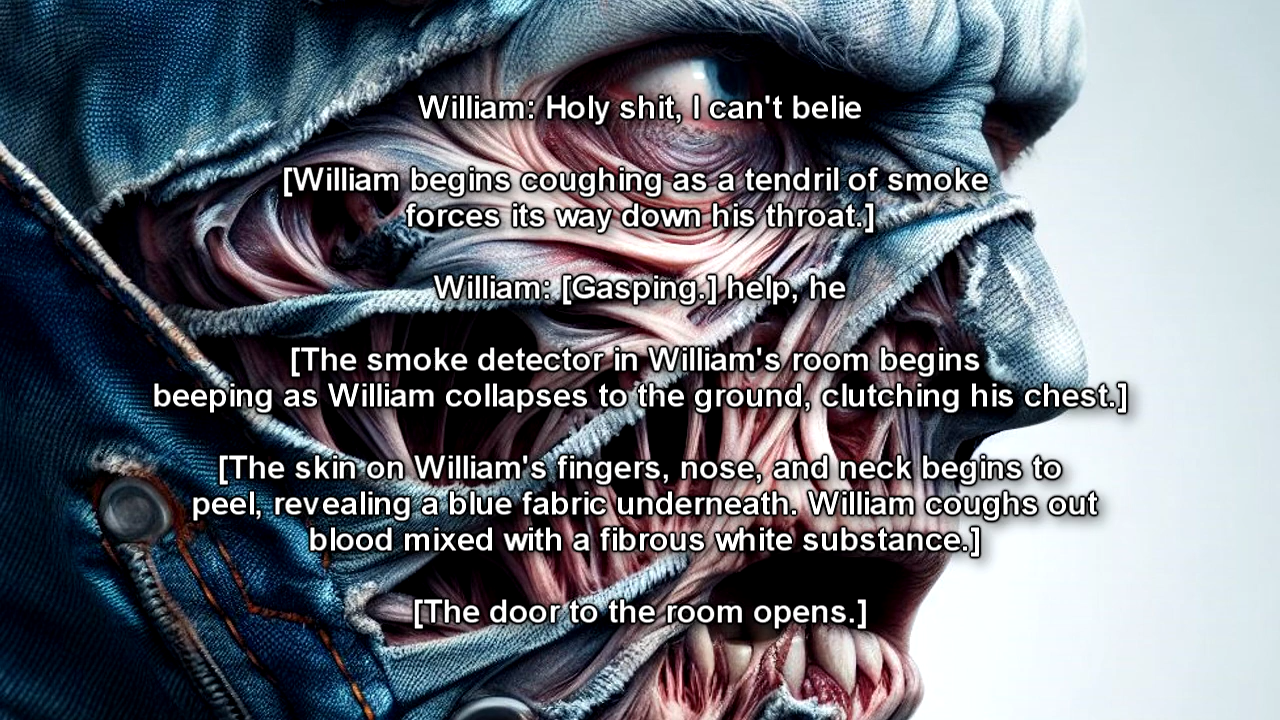 William: Holy shit, I can't belie
[William begins coughing as a tendril of smoke
forces its way down his throat.]
William: [Gasping.] help, he
[The smoke detector in William's room begins
beeping as William collapses to the ground, clutching his chest.]
[The skin on William's fingers, nose, and neck begins to
peel, revealing a blue fabric underneath. William coughs out
blood mixed with a fibrous white substance.]
[The door to the room opens.]